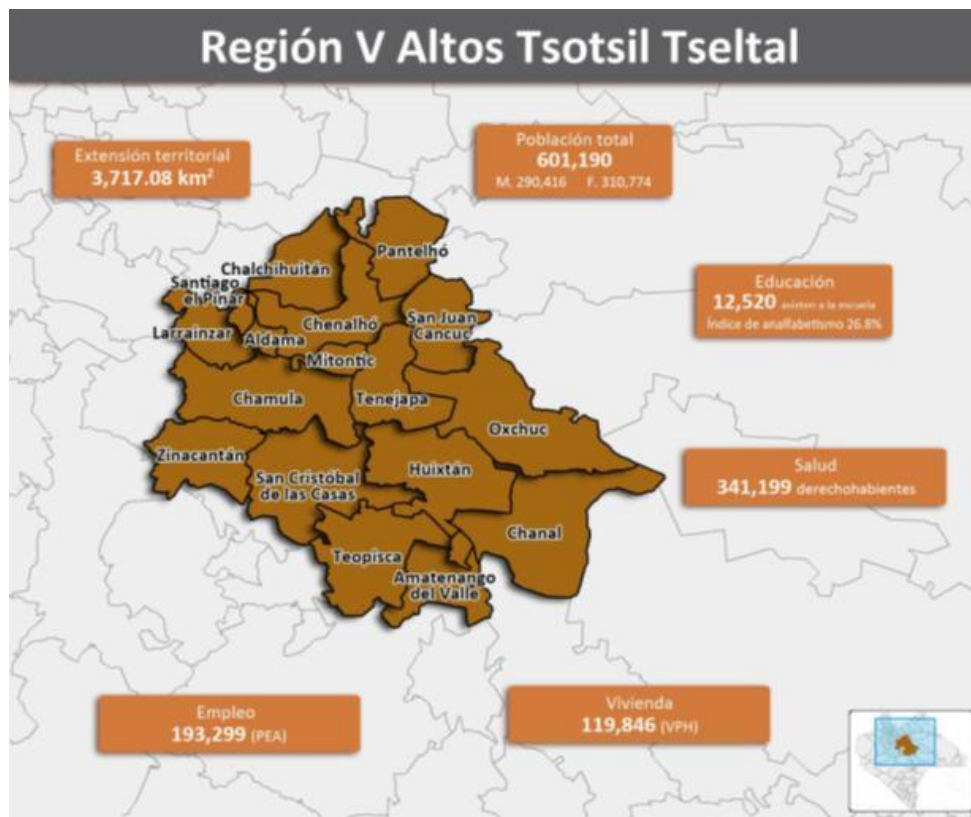 Región V Altos Tsotsil Tseltal
Extensión territorial
3,717.08 km²
Población total
601,190
M. 290,416 F. 310,774
Pantelhó
Chalchihuitán
Santiago
el Pinar
Educación
12,520 asisten a la escuela
Índice de analfabetismo 26.8%
Chenalhó
San Juan
Cancuc
Larrainzar
Aldama
Mitontic
Chamula
Tenejapa
Oxchuc
Zinacantán
San Cristóbal
de las Casas
Huixtán
Salud
341,199 derechohabientes
Chanal
Teopisca
Amatenango
del Valle
Empleo
193,299 (PEA)
Vivienda
119,846 (VPH)